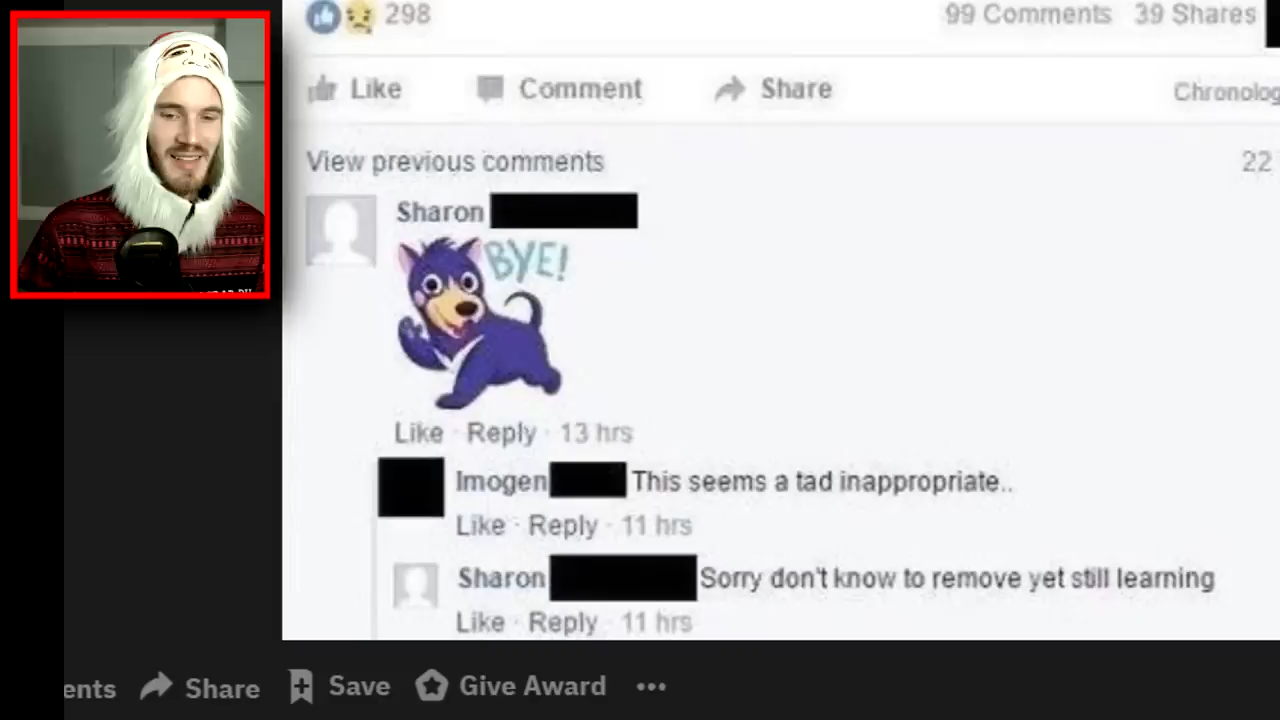 298 99 Comments 39 Shares
Like Comment Share Chronolog
View previous comments 22
Sharon
BYE!
Like · Reply · 13 hrs
Imogen This seems a tad inappropriate..
Like · Reply · 11 hrs
Sharon Sorry don't know to remove yet still learning
Like · Reply · 11 hrs
ents Share Save Give Award